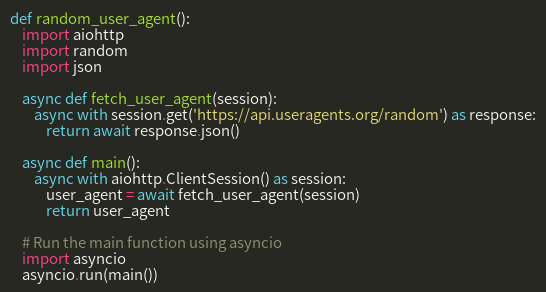 def random_user_agent():
    import aiohttp
    import random
    import json

    async def fetch_user_agent(session):
        async with session.get('https://api.useragents.org/random') as response:
            return await response.json()

    async def main():
        async with aiohttp.ClientSession() as session:
            user_agent = await fetch_user_agent(session)
            return user_agent

    # Run the main function using asyncio
    import asyncio
    asyncio.run(main())